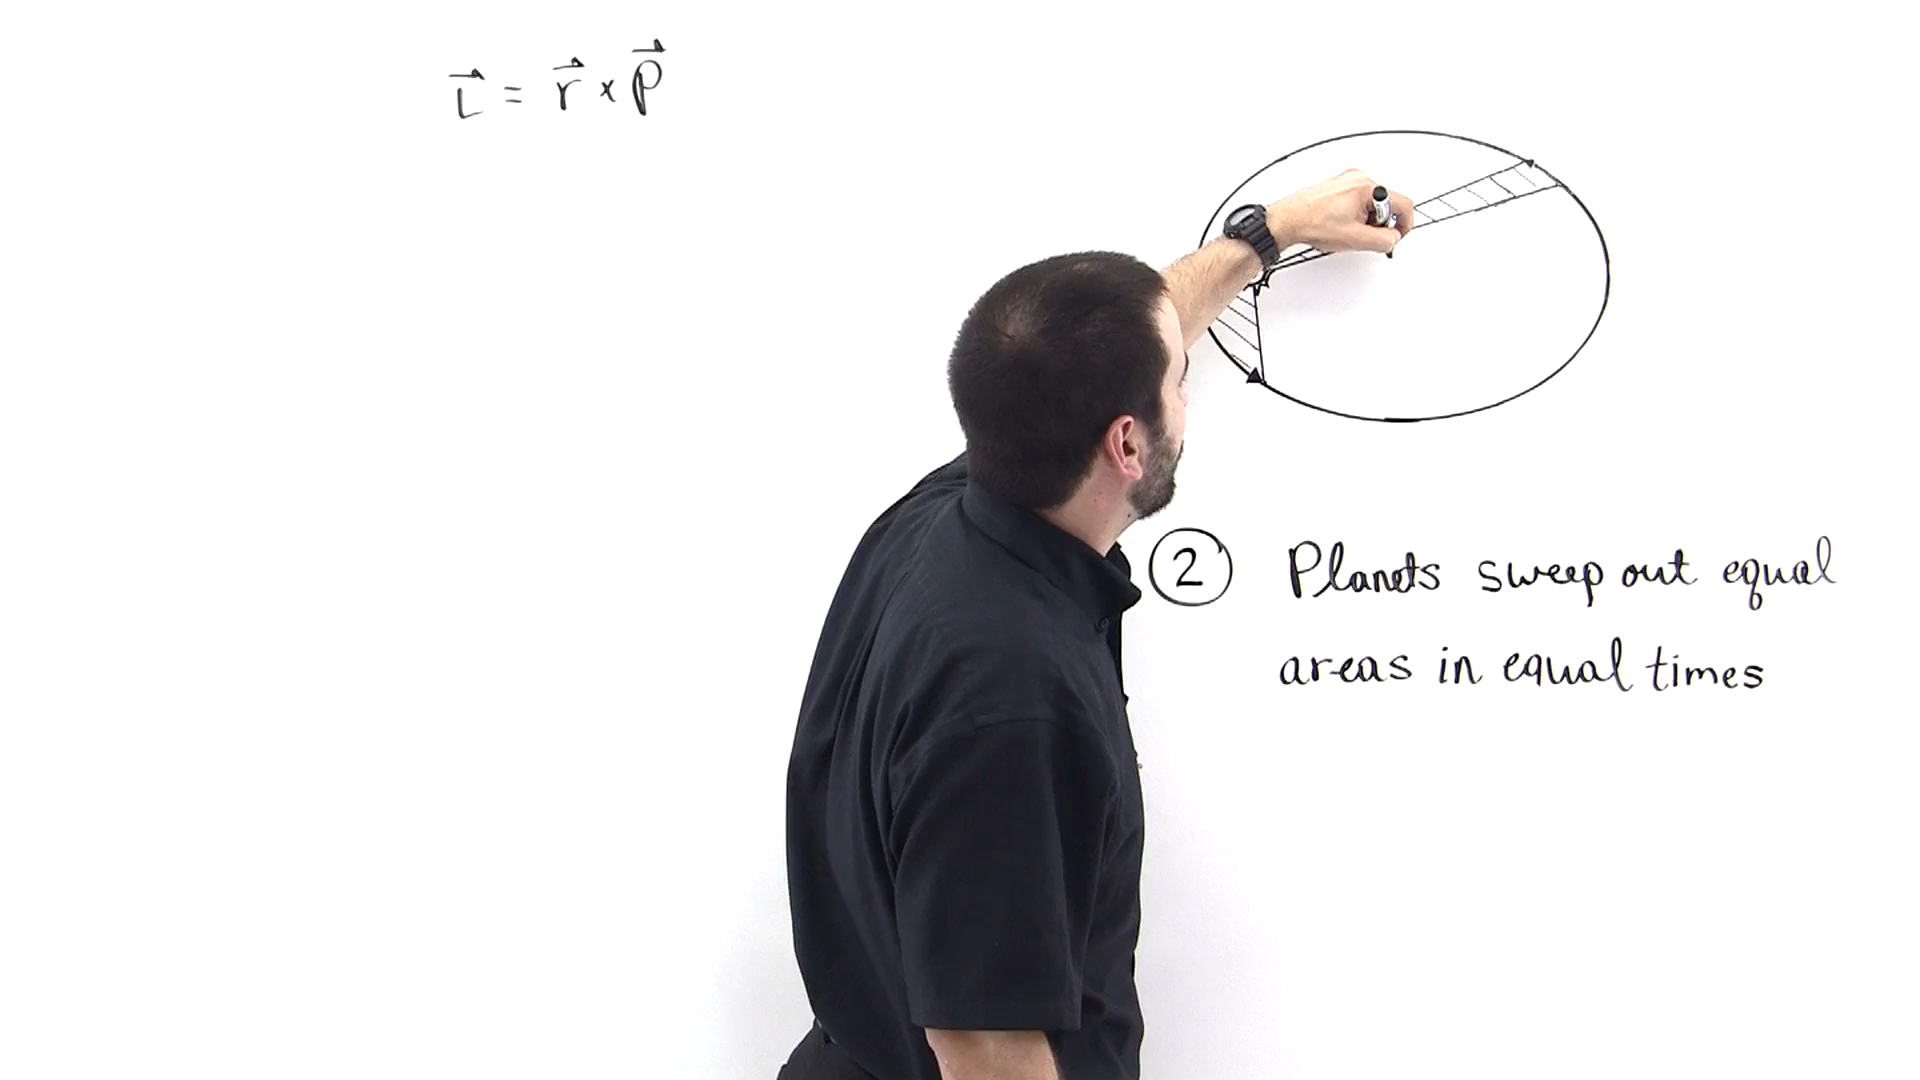 L⃗ = r⃗ × p⃗
② Planets sweep out equal
areas in equal times